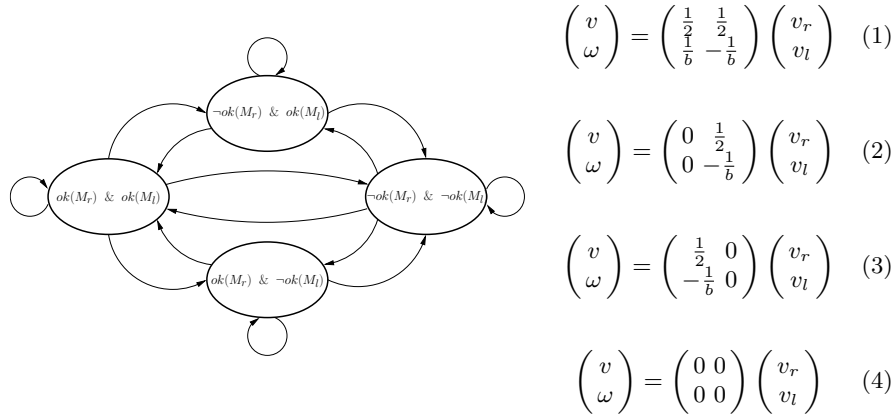 ¬ok(M_r) & ok(M_l)
ok(M_r) & ok(M_l)
¬ok(M_r) & ¬ok(M_l
ok(M_r) & ¬ok(M_l)
(v ω) = (1/2 1/2 1/b −1/b) (v_r v_l) (1)
(v ω) = (0 1/2 0 −1/b) (v_r v_l) (2)
(v ω) = (1/2 0 −1/b 0) (v_r v_l) (3)
(v ω) = (0 0 0 0) (v_r v_l) (4)